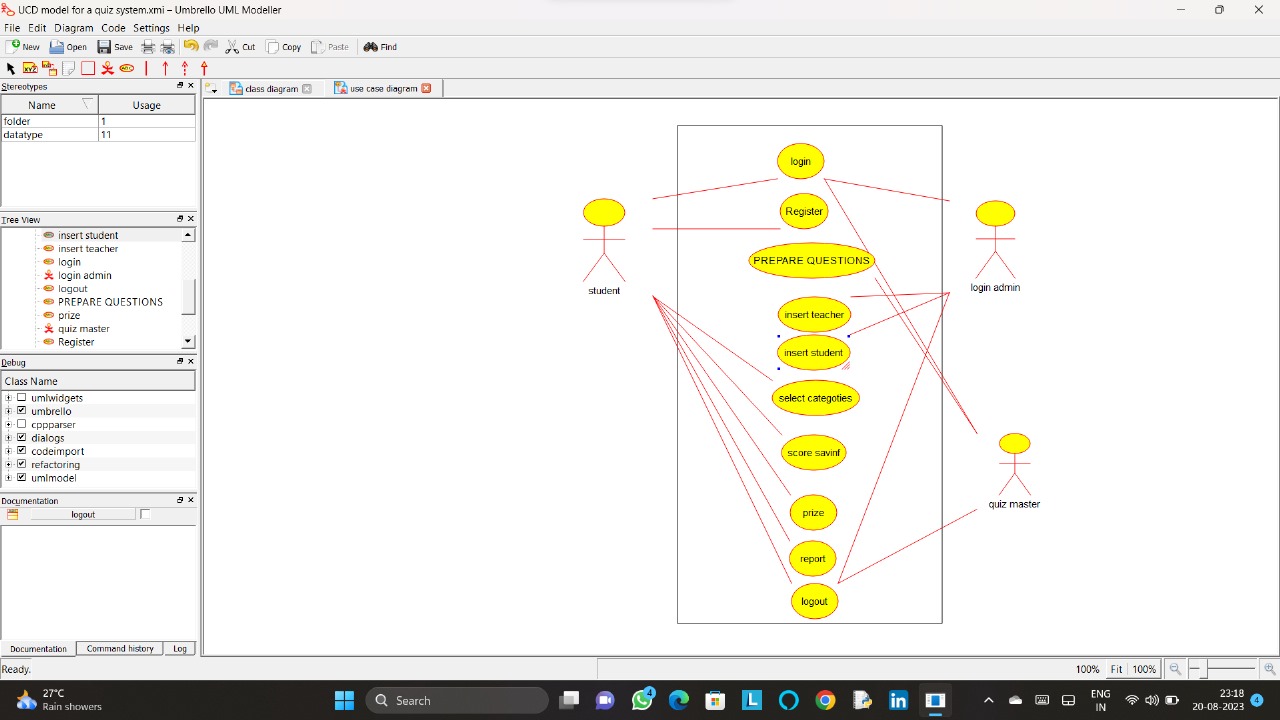 UCD model for a quiz system.xmi – Umbrello UML Modeller
File Edit Diagram Code Settings Help
New Open Save Cut Copy Paste Find
Stereotypes
Name Usage
folder 1
datatype 11
Tree View
insert student
insert teacher
login
login admin
logout
PREPARE QUESTIONS
prize
quiz master
Register
Debug
Class Name
umlwidgets
umbrello
cppparser
dialogs
codeimport
refactoring
umlmodel
Documentation
logout
Documentation Command history Log
class diagram use case diagram
login
Register
PREPARE QUESTIONS
student
login admin
insert teacher
insert student
select categoties
score savinf
prize
quiz master
report
logout
Ready.
100% Fit 100%
27°C
Rain showers
Search
4
ENG
IN
23:18
20-08-2023
4